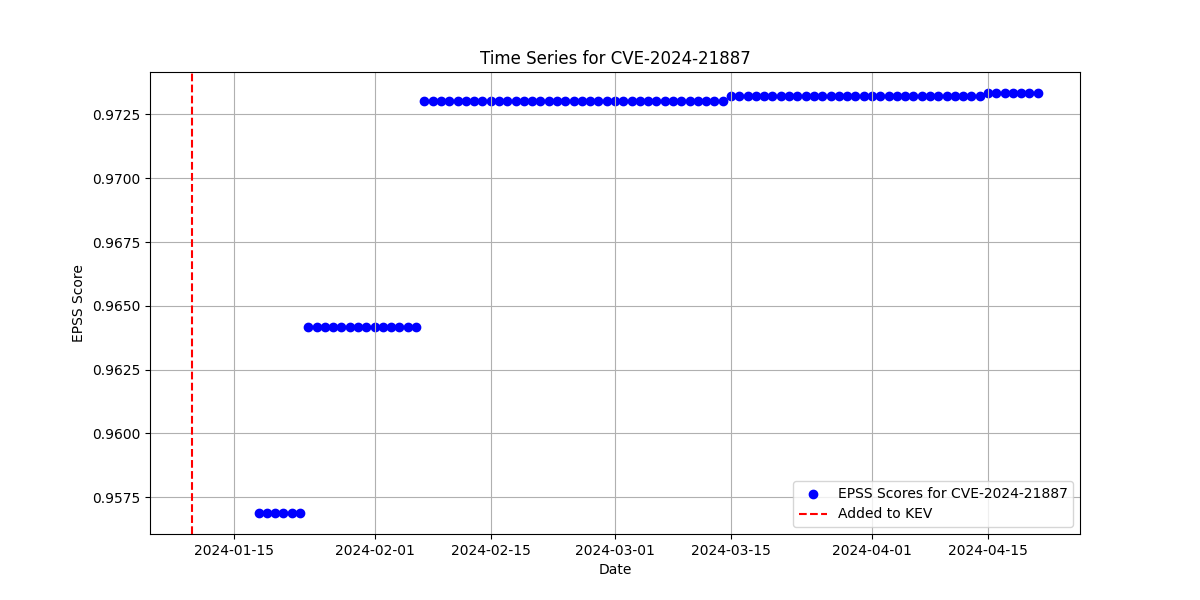 Time Series for CVE-2024-21887
EPSS Score
0.9725
0.9700
0.9675
0.9650
0.9625
0.9600
0.9575
EPSS Scores for CVE-2024-21887
Added to KEV
2024-01-15 2024-02-01 2024-02-15 2024-03-01 2024-03-15 2024-04-01 2024-04-15
Date